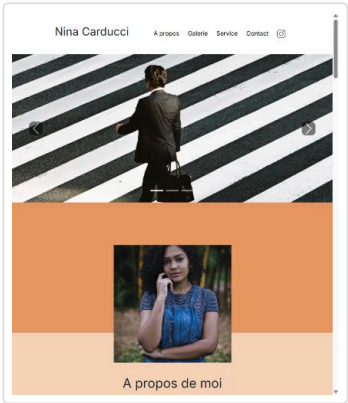 Nina Carducci
À propos Galerie Service Contact
A propos de moi